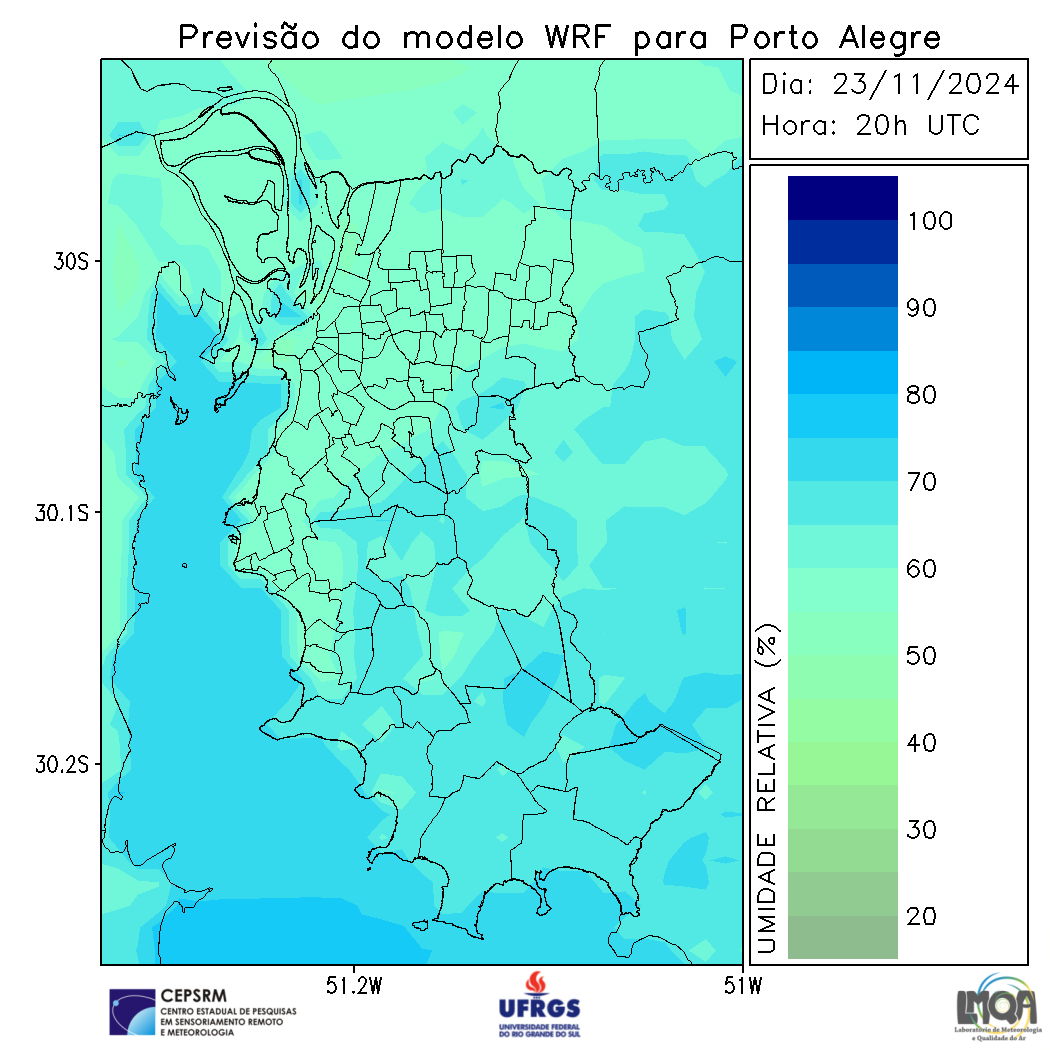 Previsão do modelo WRF para Porto Alegre
Dia: 23/11/2024
Hora: 20h UTC
100
90
80
70
60
50
40
30
20
UMIDADE RELATIVA (%)
30S
30.1S
30.2S
51.2W
51W
CEPSRM
CENTRO ESTADUAL DE PESQUISAS
EM SENSORIAMENTO REMOTO
E METEOROLOGIA
UFRGS
UNIVERSIDADE FEDERAL
DO RIO GRANDE DO SUL
LMQA
Laboratório de Meteorologia
e Qualidade do Ar